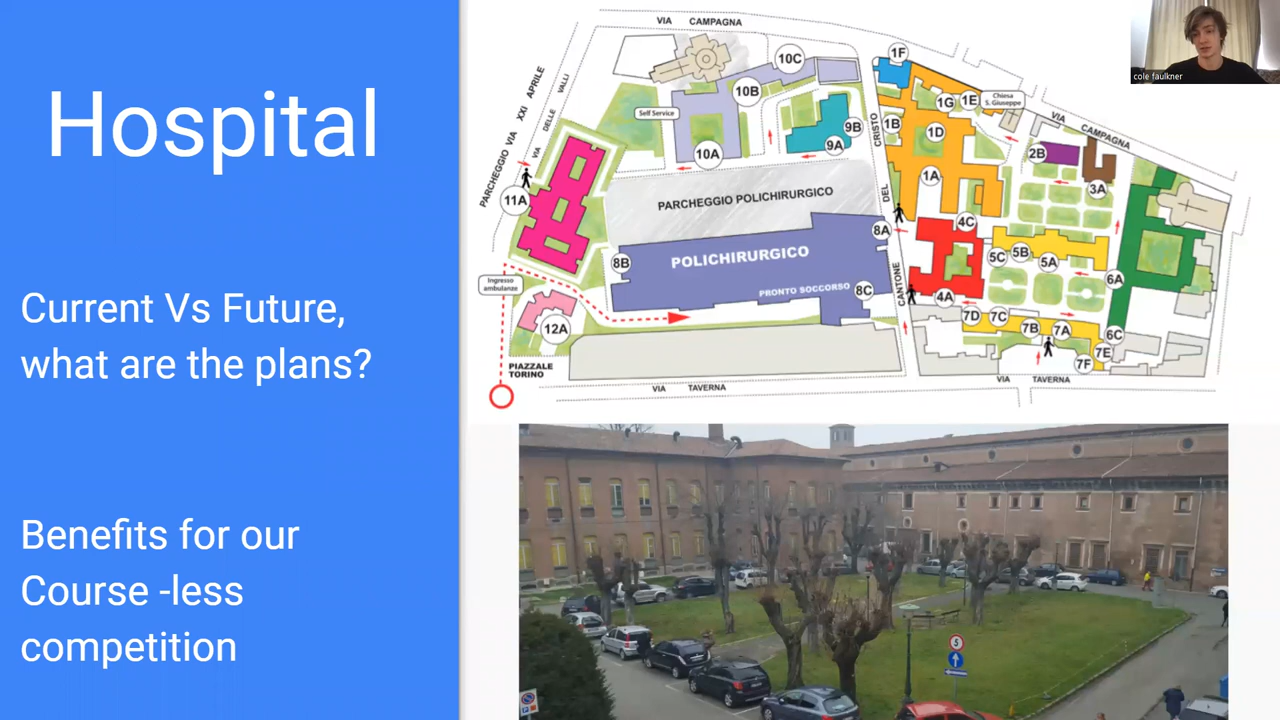 Hospital
Current Vs Future,
what are the plans?
Benefits for our
Course -less
competition
VIA CAMPAGNA
PARCHEGGIO VIA XXI APRILE
VIA DELLE VALLI
Self Service
10C
10B
10A
9B
9A
11A
PARCHEGGIO POLICHIRURGICO
POLICHIRURGICO
PRONTO SOCCORSO
8A
8B
8C
Ingresso
ambulanze
12A
PIAZZALE
TORINO
VIA TAVERNA
CANTONE DEL CRISTO
1F
1G
1E
Chiesa
S. Giuseppe
1B
1D
1A
VIA CAMPAGNA
2B
3A
4C
4A
5C
5B
5A
6A
6C
7D
7C
7B
7A
7E
7F
VIA TAVERNA
cole faulkner
5
P